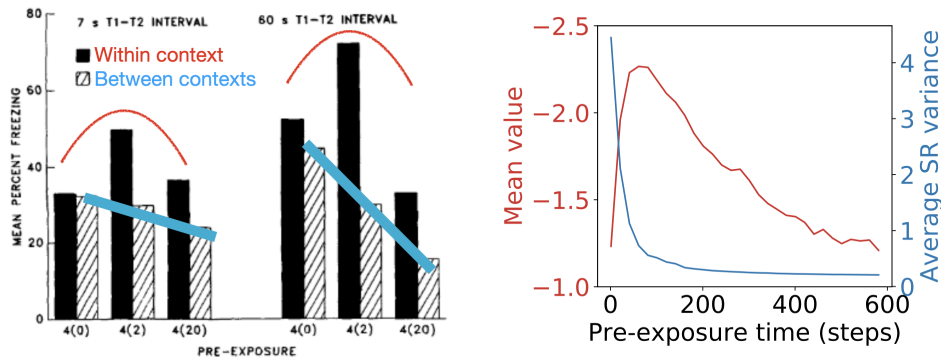 80
60
40
20
0
MEAN PERCENT FREEZING
7 s T1-T2 INTERVAL
60 s T1-T2 INTERVAL
Within context
Between contexts
4(0)
4(2)
4(20)
4(0)
4(2)
4(20)
PRE-EXPOSURE
−2.5
−2.0
−1.5
−1.0
Mean value
4
3
2
1
0
Average SR variance
0
200
400
600
Pre-exposure time (steps)